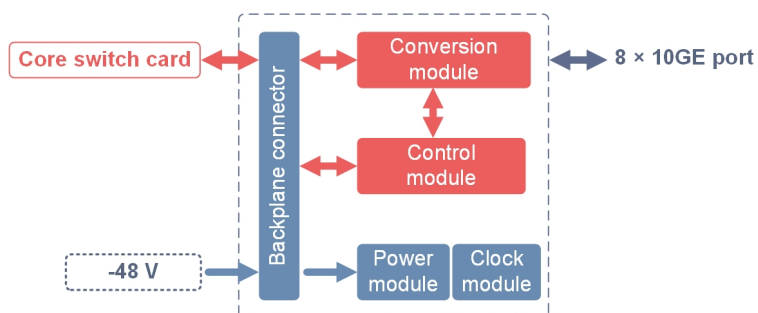 Core switch card
Backplane connector
Conversion
module
8 × 10GE port
Control
module
-48 V
Power
module
Clock
module